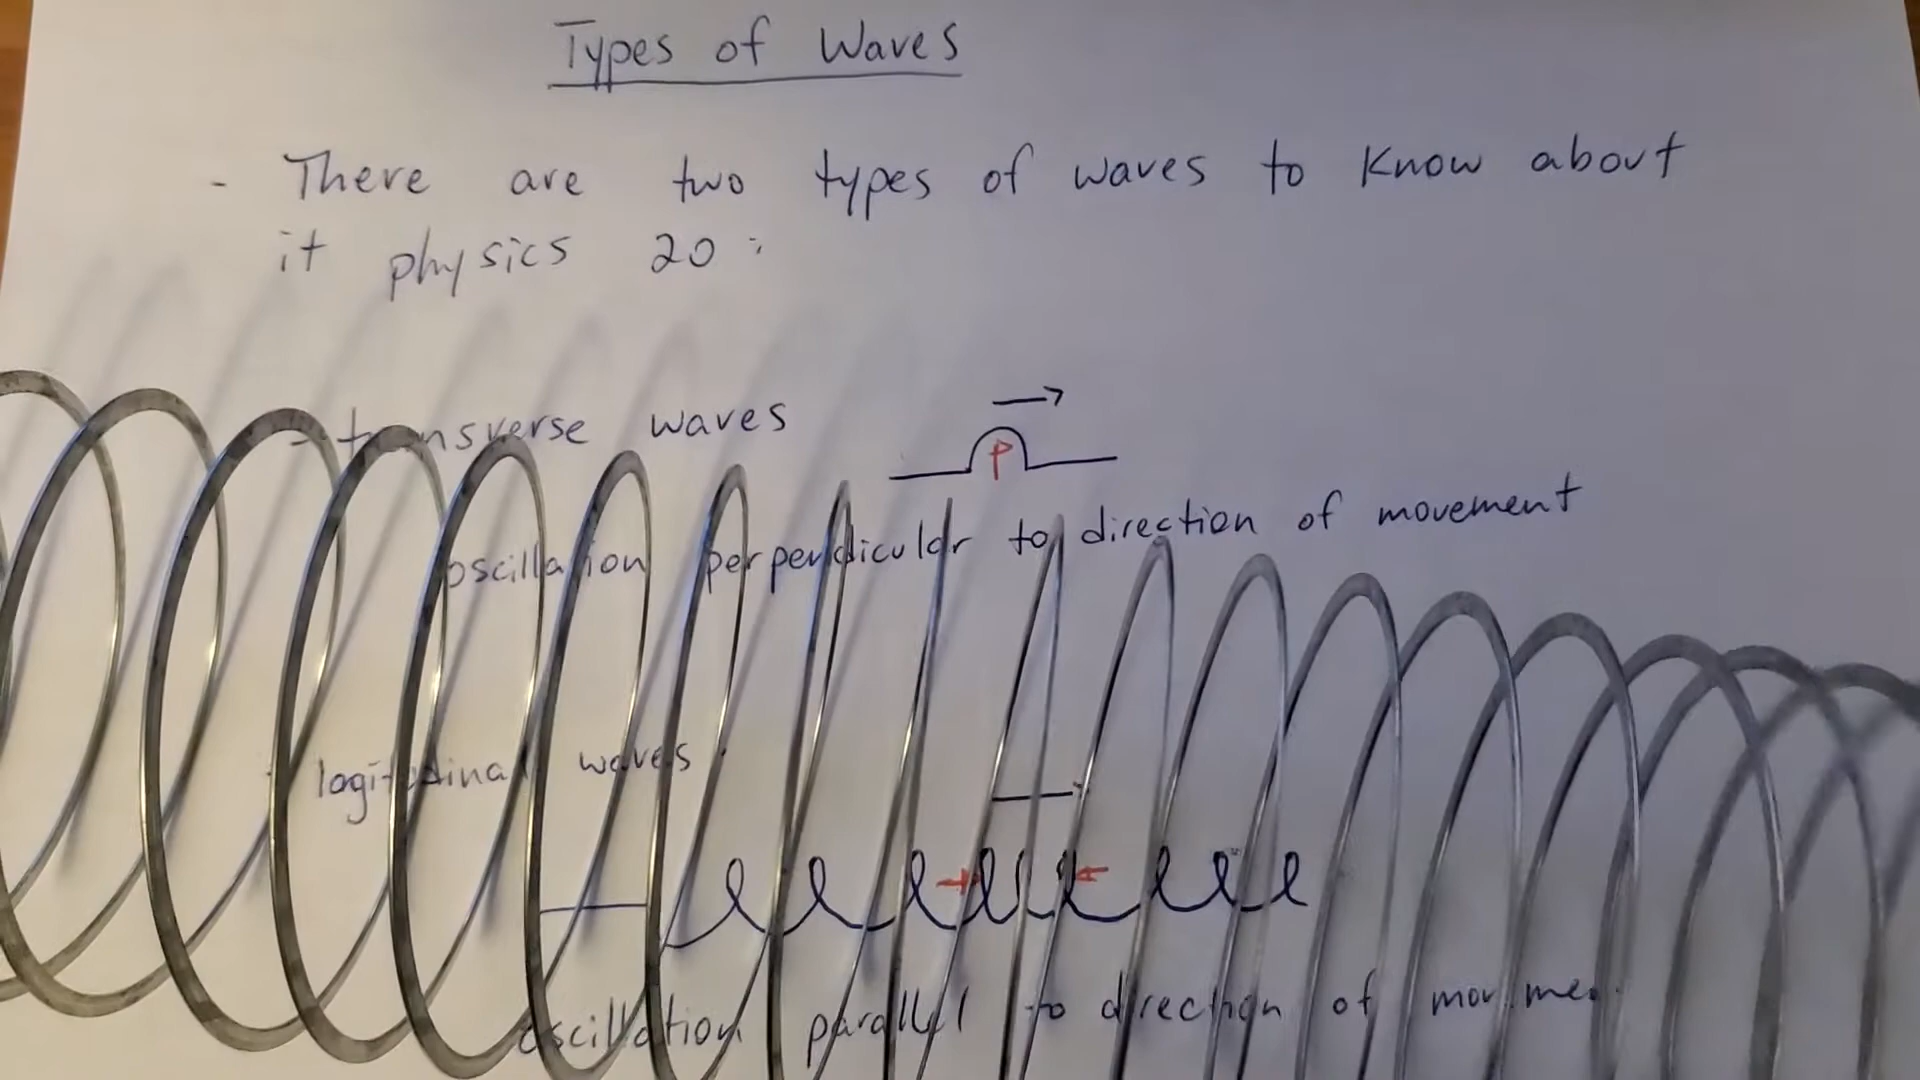 Types of Waves
- There are two types of waves to know about
it physics 20:
- transverse waves
P
oscillation perpendicular to direction of movement
logitudinal waves
oscillation parallel to direction of